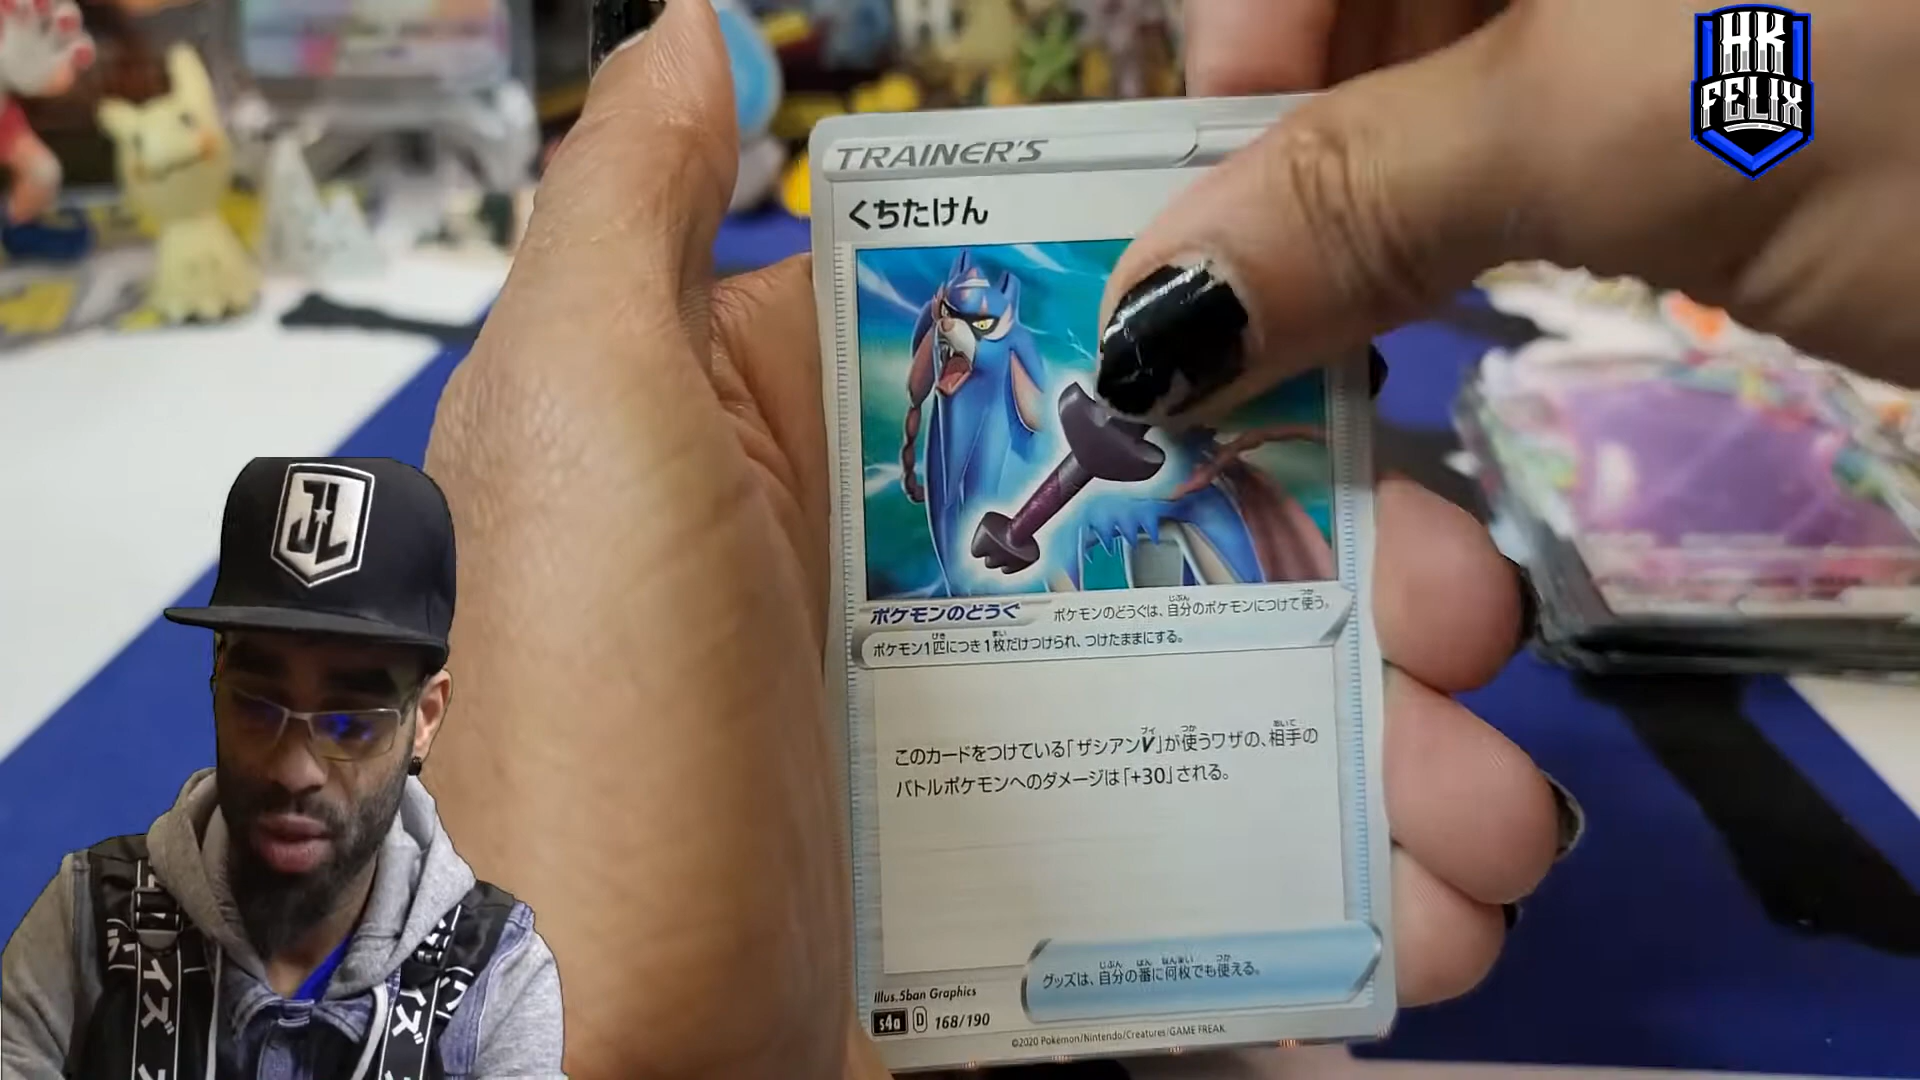 HK
FELIX
TRAINER'S
くちたけん
ポケモンのどうぐ
ポケモンのどうぐは、自分のポケモンにつけて使う。
ポケモン1匹につき1枚だけつけられ、つけたままにする。
このカードをつけている「ザシアンV」が使うワザの、相手の
バトルポケモンへのダメージは「+30」される。
グッズは、自分の番に何枚でも使える。
Illus.5ban Graphics
s4a D 168/190
©2020 Pokémon/Nintendo/Creatures/GAME FREAK.
JL
イズ
イズ